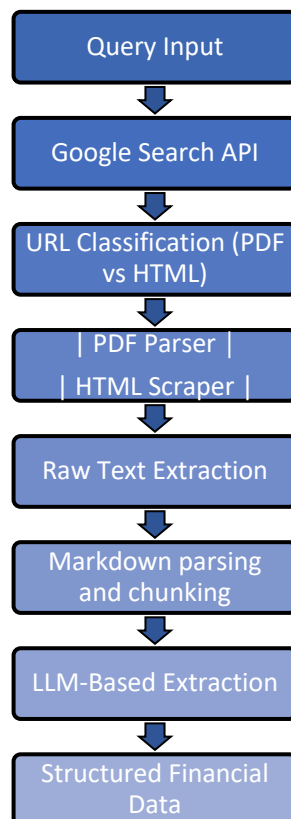 Query Input
Google Search API
URL Classification (PDF
vs HTML)
| PDF Parser |
| HTML Scraper |
Raw Text Extraction
Markdown parsing
and chunking
LLM-Based Extraction
Structured Financial
Data